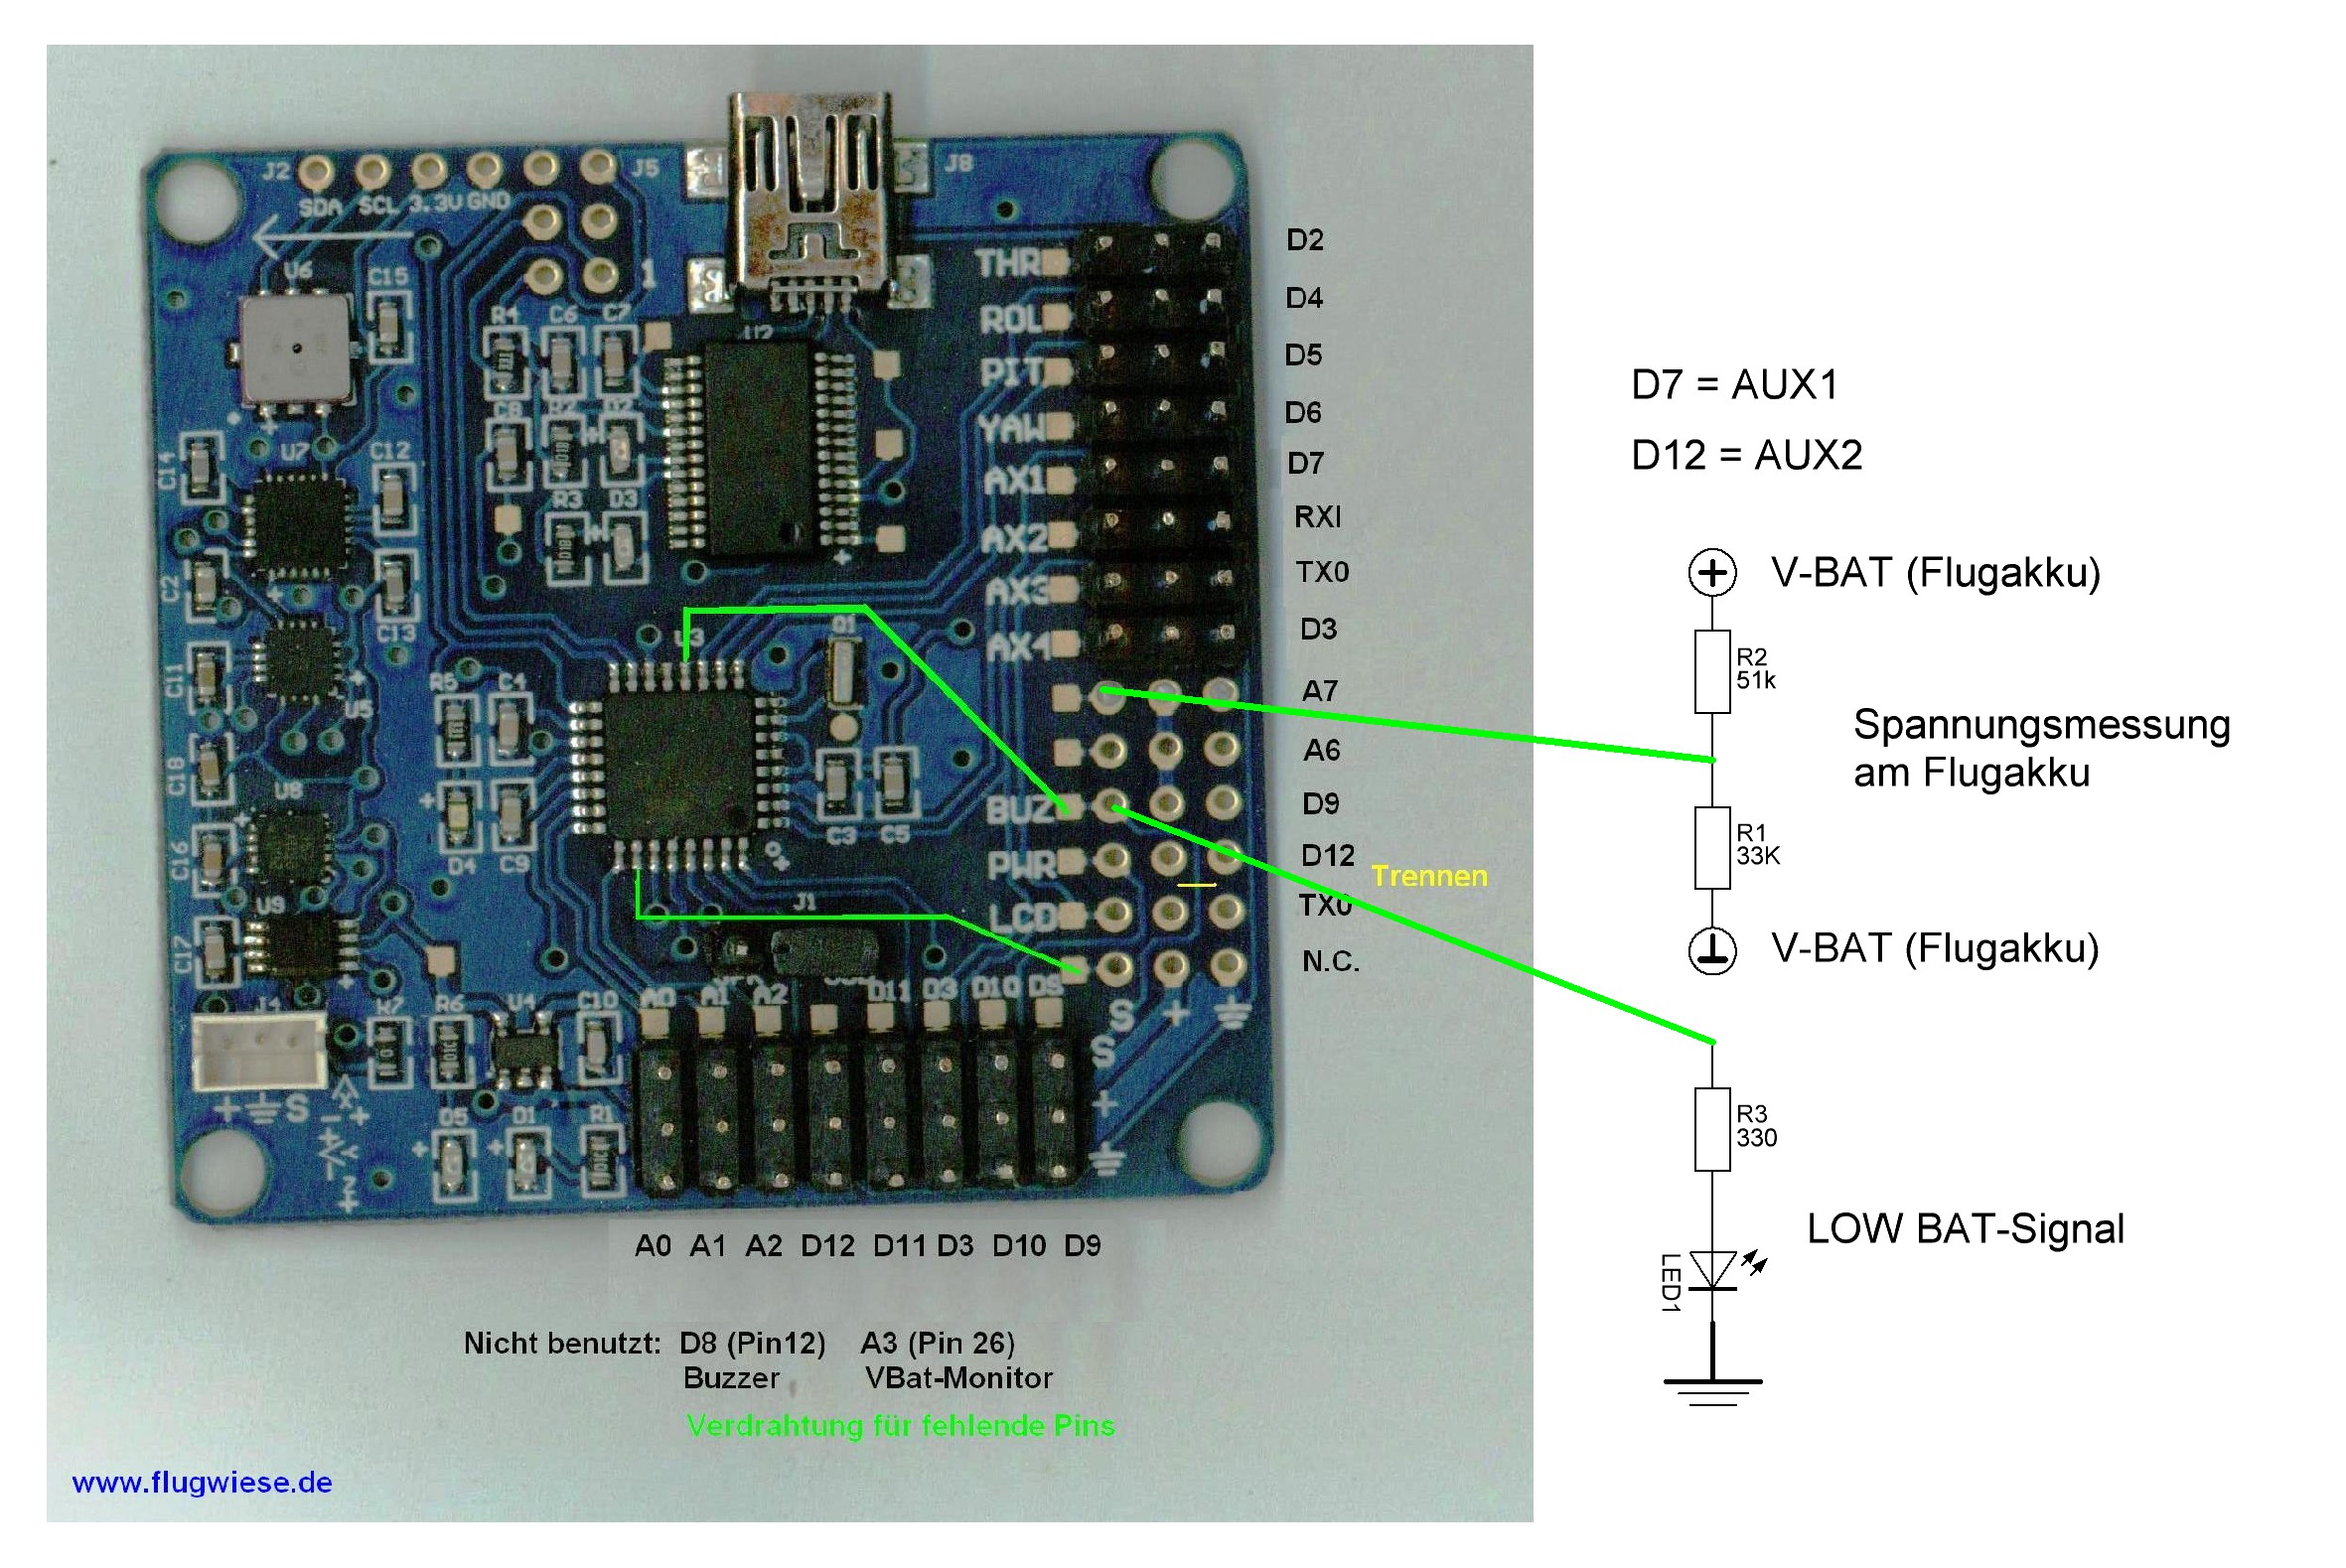 J2
J5
J8
SDA SCL 3.3V GND
U6
C15
1
R4 C6 C7
U2
THR
D2
ROL
D4
PIT
D5
YAW
D6
AX1
D7
AX2
RXI
AX3
TX0
AX4
D3
A7
A6
BUZ
D9
PWR
D12
Trennen
LCD
TX0
N.C.
U7
C14
C12
C8 R2 D2
R3 D3
C2
C13
U3
Q1
C11
U5
R5 C4
C18
U8
C16
D4 C9
C3 C5
U9
C17
J1
A0 A1 A2 D11 D3 D10 D9
S +
S
+
J4
R7 R6 U4 C10
+ S
X
Y
Z
D5 D1 R1
A0 A1 A2 D12 D11 D3 D10 D9
Nicht benutzt: D8 (Pin12) A3 (Pin 26)
Buzzer VBat-Monitor
Verdrahtung für fehlende Pins
www.flugwiese.de
D7 = AUX1
D12 = AUX2
V-BAT (Flugakku)
R2
51k
Spannungsmessung
am Flugakku
R1
33K
V-BAT (Flugakku)
R3
330
LOW BAT-Signal
LED1